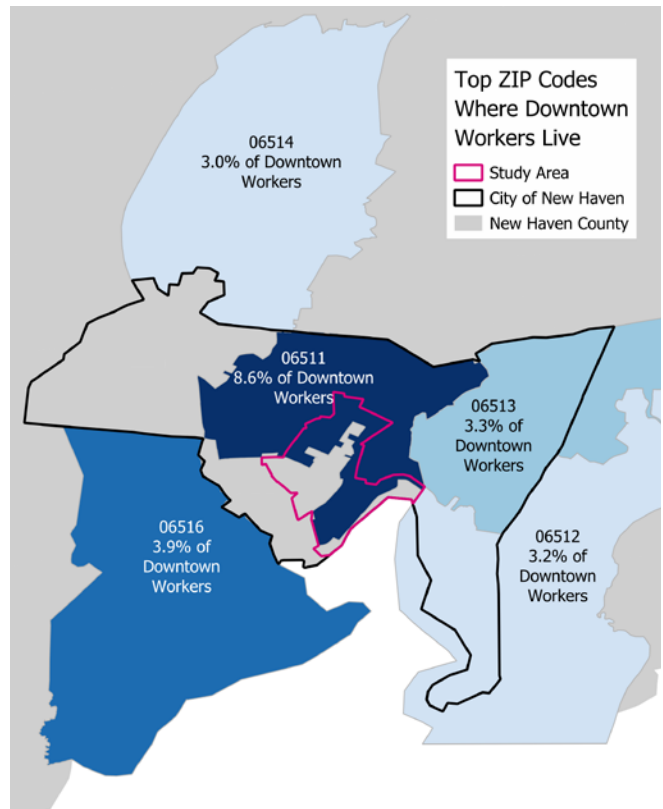 Top ZIP Codes
Where Downtown
Workers Live
Study Area
City of New Haven
New Haven County
06514
3.0% of Downtown
Workers
06511
8.6% of Downtown
Workers
06513
3.3% of
Downtown
Workers
06516
3.9% of
Downtown
Workers
06512
3.2% of
Downtown
Workers